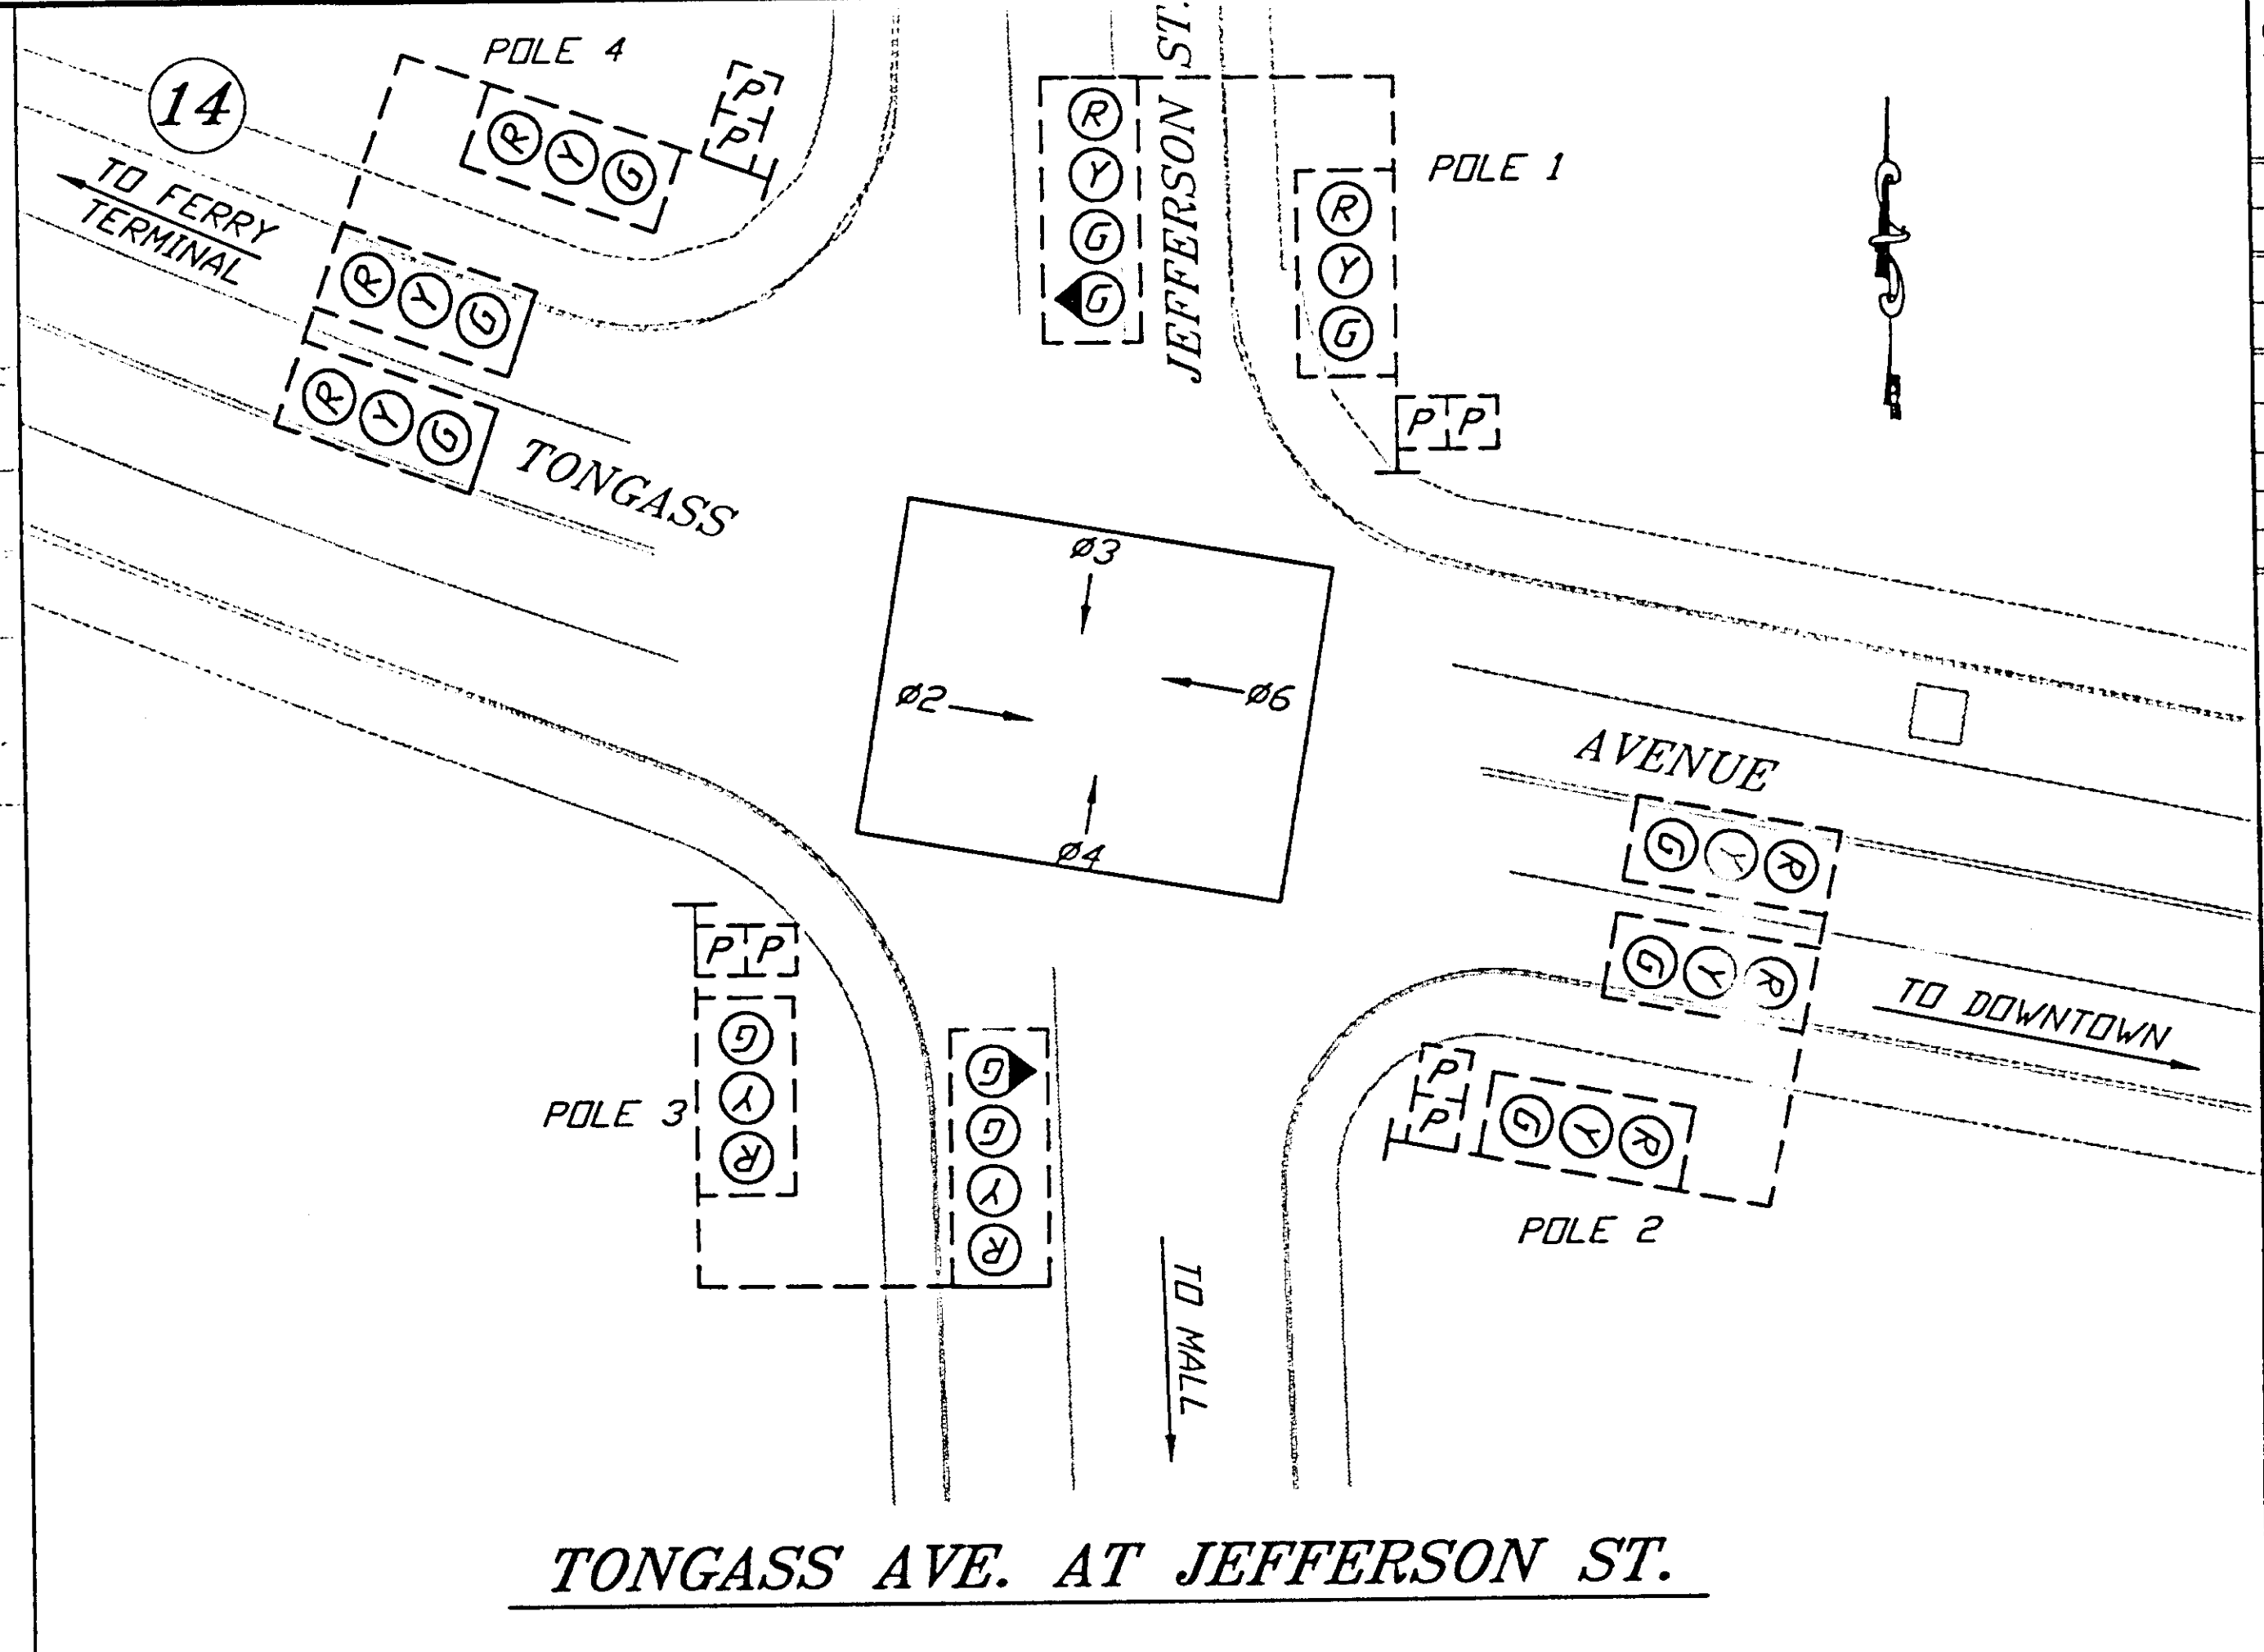 POLE 4
14
TO FERRY
TERMINAL
P
P
R Y G
R Y G
R Y G
JEFFERSON ST.
R
Y
G
G
POLE 1
R
Y
G
P P
TONGASS
ø3
ø2
ø6
ø4
AVENUE
G Y R
G Y R
TO DOWNTOWN
P
P
G Y R
POLE 2
P P
G
Y
R
POLE 3
G
G
Y
R
TO MALL
TONGASS AVE. AT JEFFERSON ST.